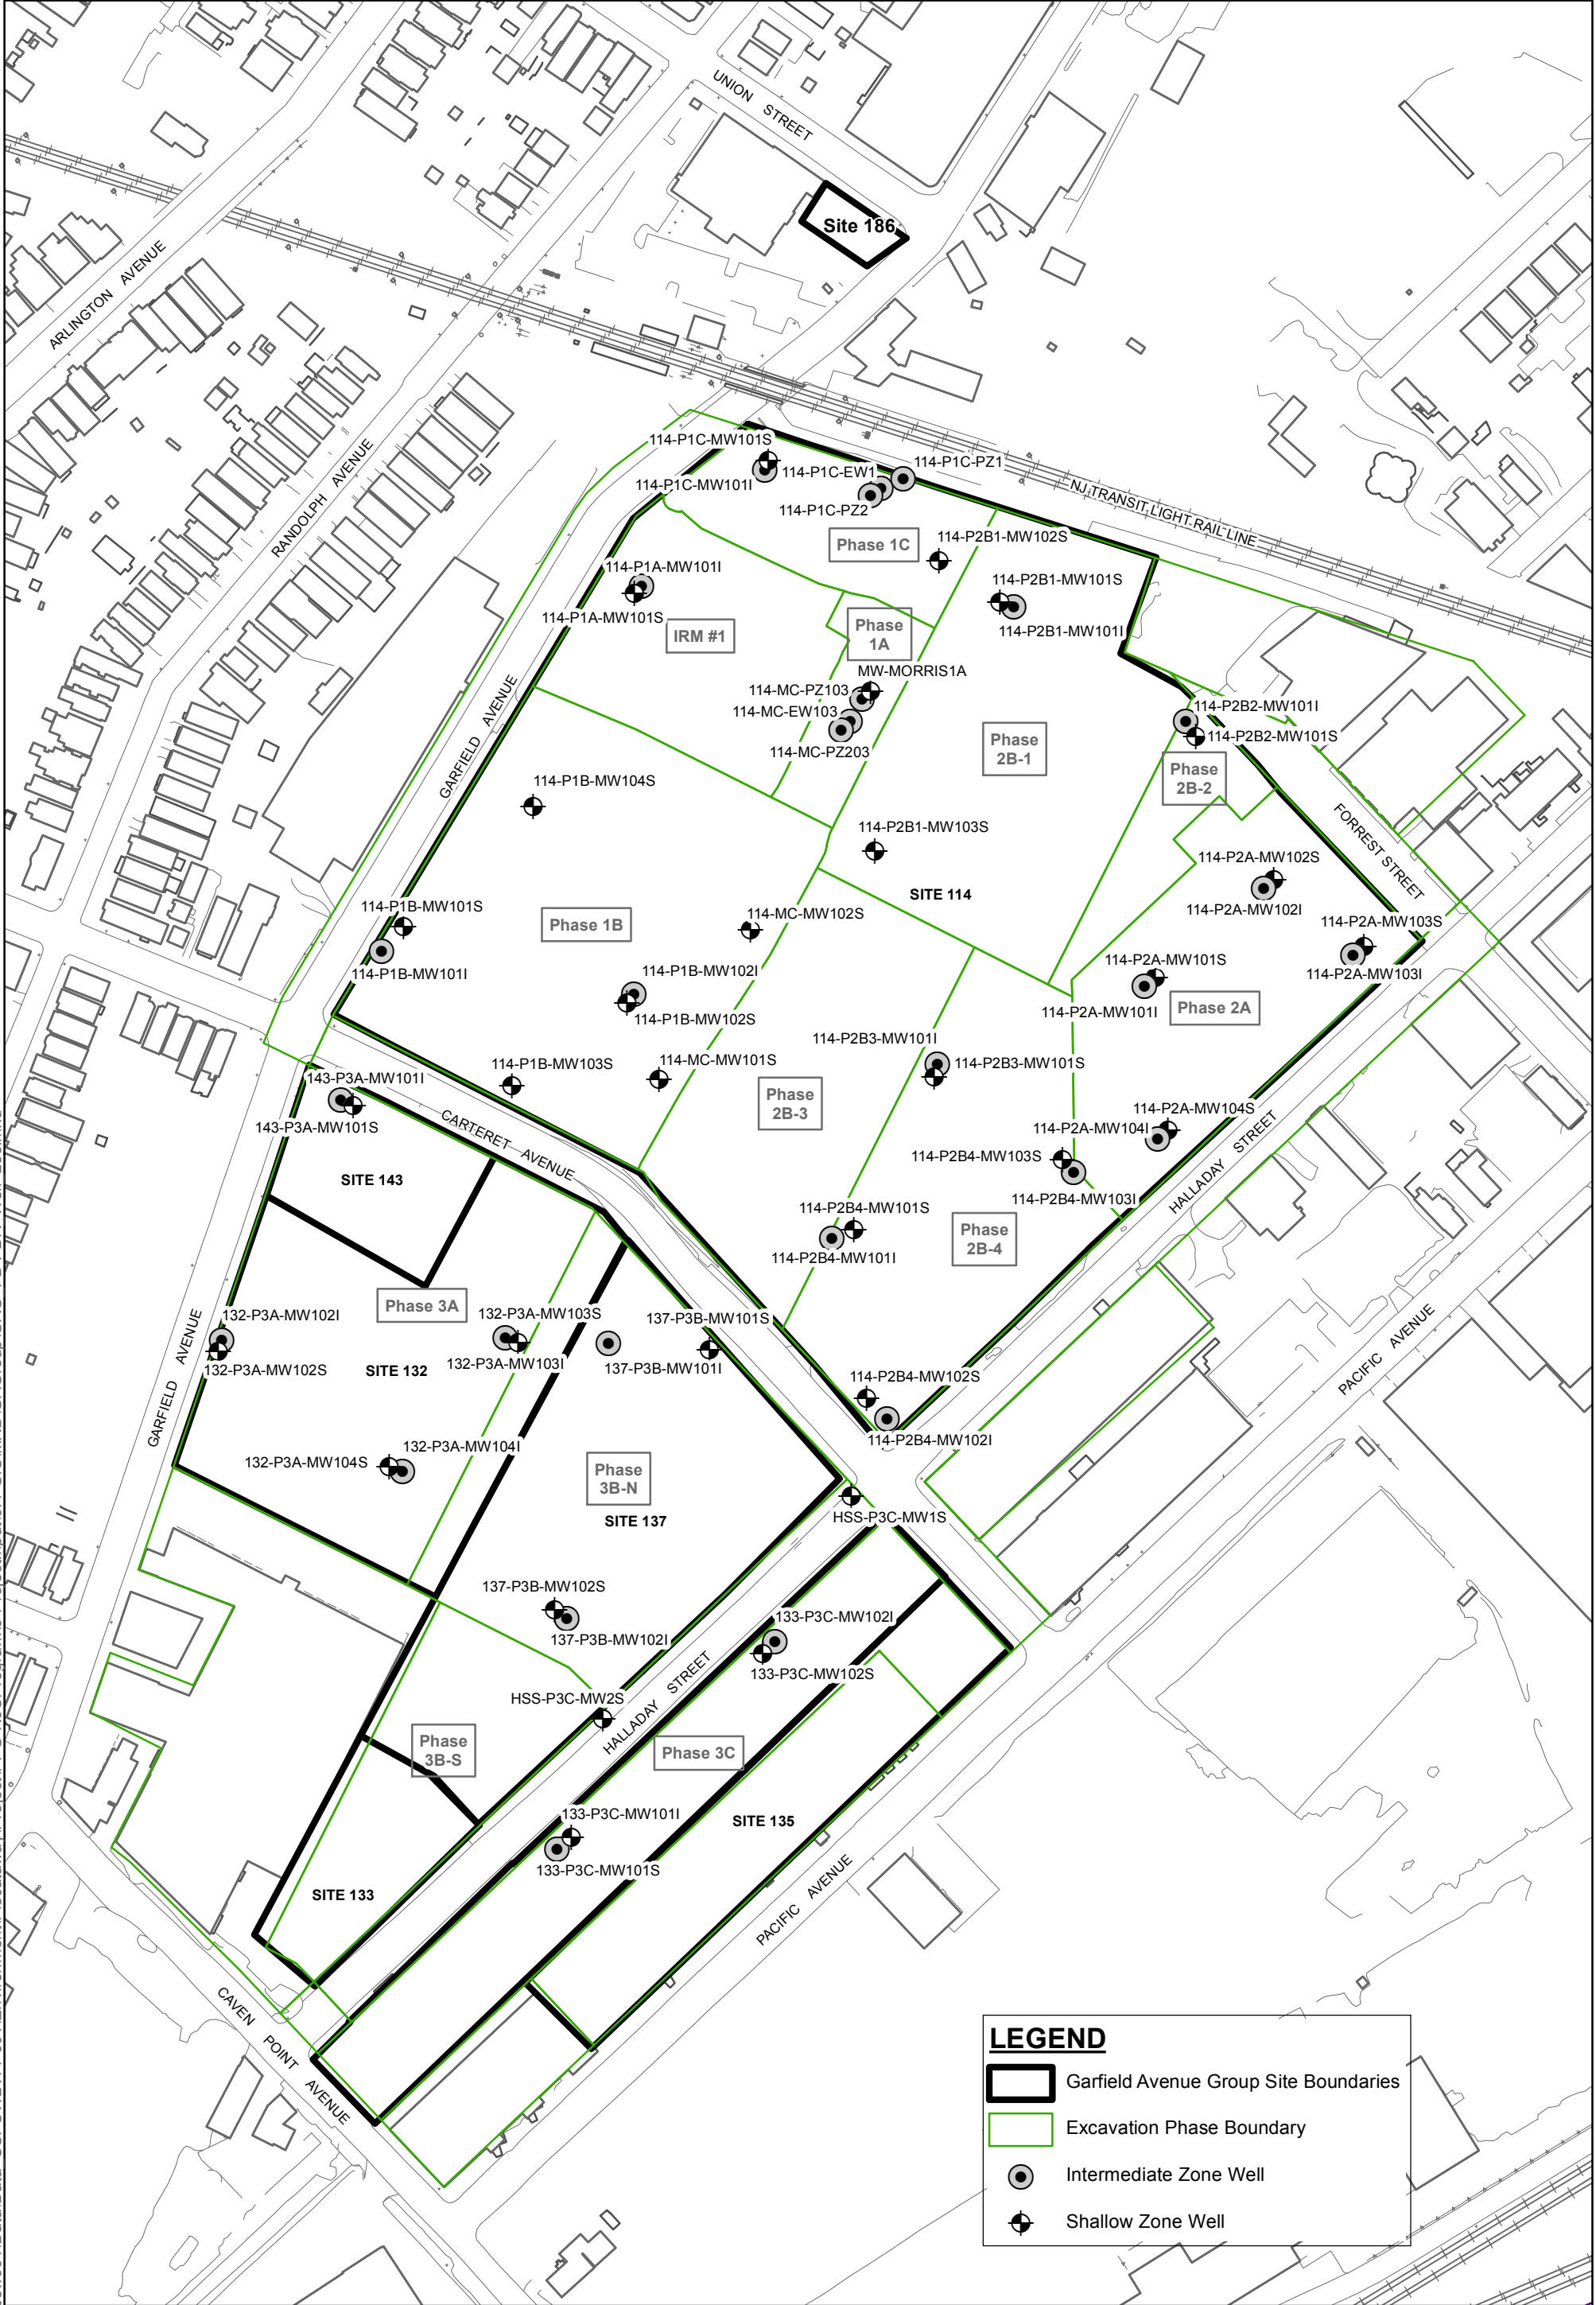 UNION STREET
Site 186
ARLINGTON AVENUE
RANDOLPH AVENUE
114-P1C-MW101S
114-P1C-PZ1
114-P1C-EW1
114-P1C-MW101I
114-P1C-PZ2
NJ TRANSIT LIGHT RAIL LINE
Phase 1C
114-P2B1-MW102S
114-P1A-MW101I
114-P2B1-MW101S
114-P1A-MW101S
IRM #1
Phase
1A
114-P2B1-MW101I
MW-MORRIS1A
114-MC-PZ103
114-MC-EW103
114-MC-PZ203
GARFIELD AVENUE
114-P2B2-MW101I
114-P2B2-MW101S
Phase
2B-1
Phase
2B-2
114-P1B-MW104S
114-P2B1-MW103S
FORREST STREET
114-P2A-MW102S
SITE 114
114-P2A-MW102I
114-P1B-MW101S
Phase 1B
114-MC-MW102S
114-P2A-MW103S
114-P1B-MW101I
114-P1B-MW102I
114-P2A-MW101S
114-P2A-MW103I
114-P2A-MW101I
Phase 2A
114-P1B-MW102S
114-P2B3-MW101I
114-P1B-MW103S
114-MC-MW101S
114-P2B3-MW101S
143-P3A-MW101I
Phase
2B-3
143-P3A-MW101S
CARTERET AVENUE
114-P2A-MW104S
114-P2A-MW104I
HALLADAY STREET
114-P2B4-MW103S
SITE 143
114-P2B4-MW103I
114-P2B4-MW101S
Phase
2B-4
114-P2B4-MW101I
Phase 3A
132-P3A-MW102I
132-P3A-MW103S
137-P3B-MW101S
GARFIELD AVENUE
PACIFIC AVENUE
132-P3A-MW102S
SITE 132
132-P3A-MW103I
137-P3B-MW101I
114-P2B4-MW102S
114-P2B4-MW102I
132-P3A-MW104I
132-P3A-MW104S
Phase
3B-N
SITE 137
HSS-P3C-MW1S
137-P3B-MW102S
137-P3B-MW102I
133-P3C-MW102I
133-P3C-MW102S
HSS-P3C-MW2S
HALLADAY STREET
Phase
3B-S
Phase 3C
133-P3C-MW101I
SITE 135
133-P3C-MW101S
SITE 133
PACIFIC AVENUE
CAVEN POINT AVENUE
LEGEND
Garfield Avenue Group Site Boundaries
Excavation Phase Boundary
Intermediate Zone Well
Shallow Zone Well